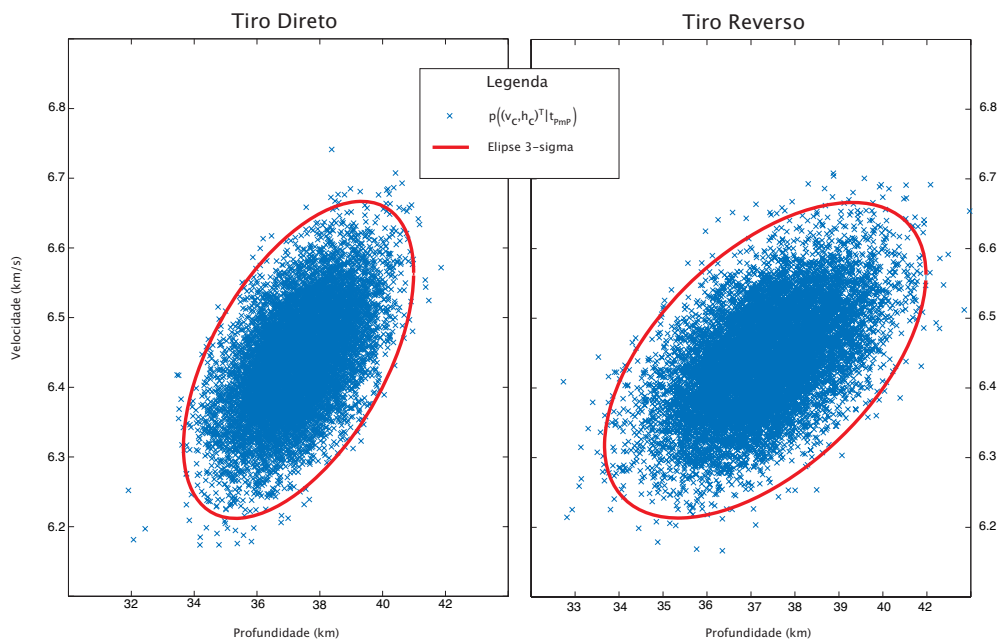 Tiro Direto
Tiro Reverso
Legenda
p((v_C,h_C)^T|t_PmP)
Elipse 3-sigma
Velocidade (km/s)
6.8
6.7
6.6
6.5
6.4
6.3
6.2
32 34 36 38 40 42
Profundidade (km)
6.8
6.7
6.6
6.5
6.4
6.3
6.2
33 34 35 36 37 38 39 40 42
Profundidade (km)